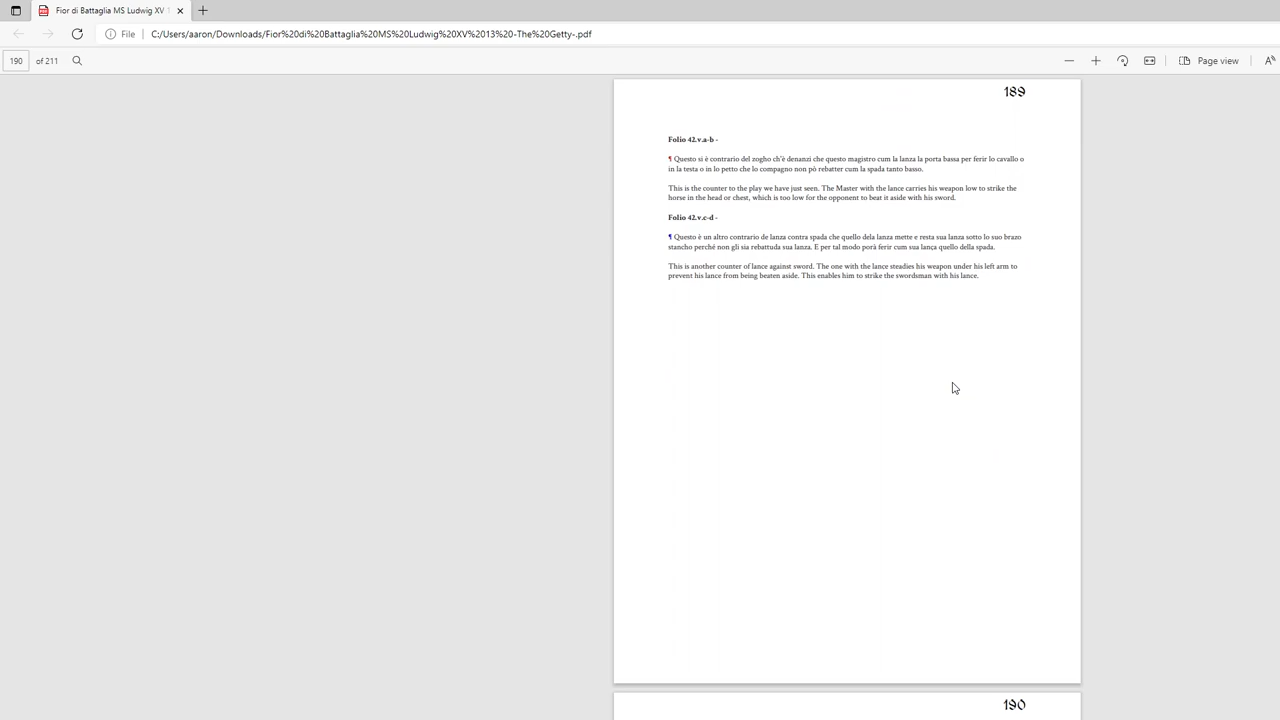 Fior di Battaglia MS Ludwig XV 1
File
C:/Users/aaron/Downloads/Fior%20di%20Battaglia%20MS%20Ludwig%20XV%2013%20-The%20Getty-.pdf
190 of 211
Page view
189
Folio 42.v.a-b -
¶ Questo si è contrario del zogho ch'è denanzi che questo magistro cum la lanza la porta bassa per ferir lo cavallo o
in la testa o in lo petto che lo compagno non pò rebatter cum la spada tanto basso.
This is the counter to the play we have just seen. The Master with the lance carries his weapon low to strike the
horse in the head or chest, which is too low for the opponent to beat it aside with his sword.
Folio 42.v.c-d -
¶ Questo è un altro contrario de lanza contra spada che quello dela lanza mette e resta sua lanza sotto lo suo brazo
stancho perché non gli sia rebattuda sua lanza. E per tal modo porà ferir cum sua lança quello della spada.
This is another counter of lance against sword. The one with the lance steadies his weapon under his left arm to
prevent his lance from being beaten aside. This enables him to strike the swordsman with his lance.
190